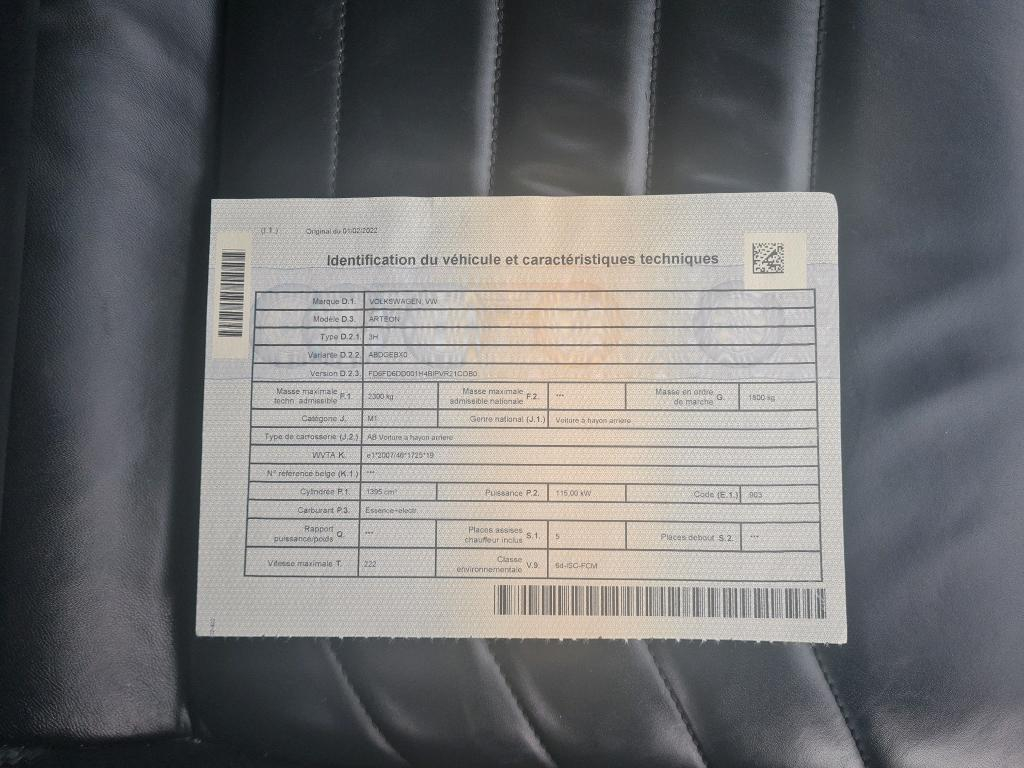 (I.1.) Original du 01/02/2022
Identification du véhicule et caractéristiques techniques
Marque D.1. VOLKSWAGEN, VW
Modèle D.3. ARTEON
Type D.2.1. 3H
Variante D.2.2. ABDGEBX0
Version D.2.3. FD6FD6DD001H4BIPVR21COB0
Masse maximale techn. admissible F.1. 2300 kg Masse maximale admissible nationale F.2. *** Masse en ordre de marche G. 1800 kg
Catégorie J. M1 Genre national (J.1.) Voiture à hayon arrière
Type de carrosserie (J.2.) AB Voiture à hayon arrière
WVTA K. e1*2007/46*1725*19
N° référence belge (K.1.) ***
Cylindrée P.1. 1395 cm³ Puissance P.2. 115,00 kW Code (E.1.) 903
Carburant P.3. Essence+électr.
Rapport puissance/poids Q. *** Places assises chauffeur inclus S.1. 5 Places debout S.2. ***
Vitesse maximale T. 222 Classe environnementale V.9. 6d-ISC-FCM